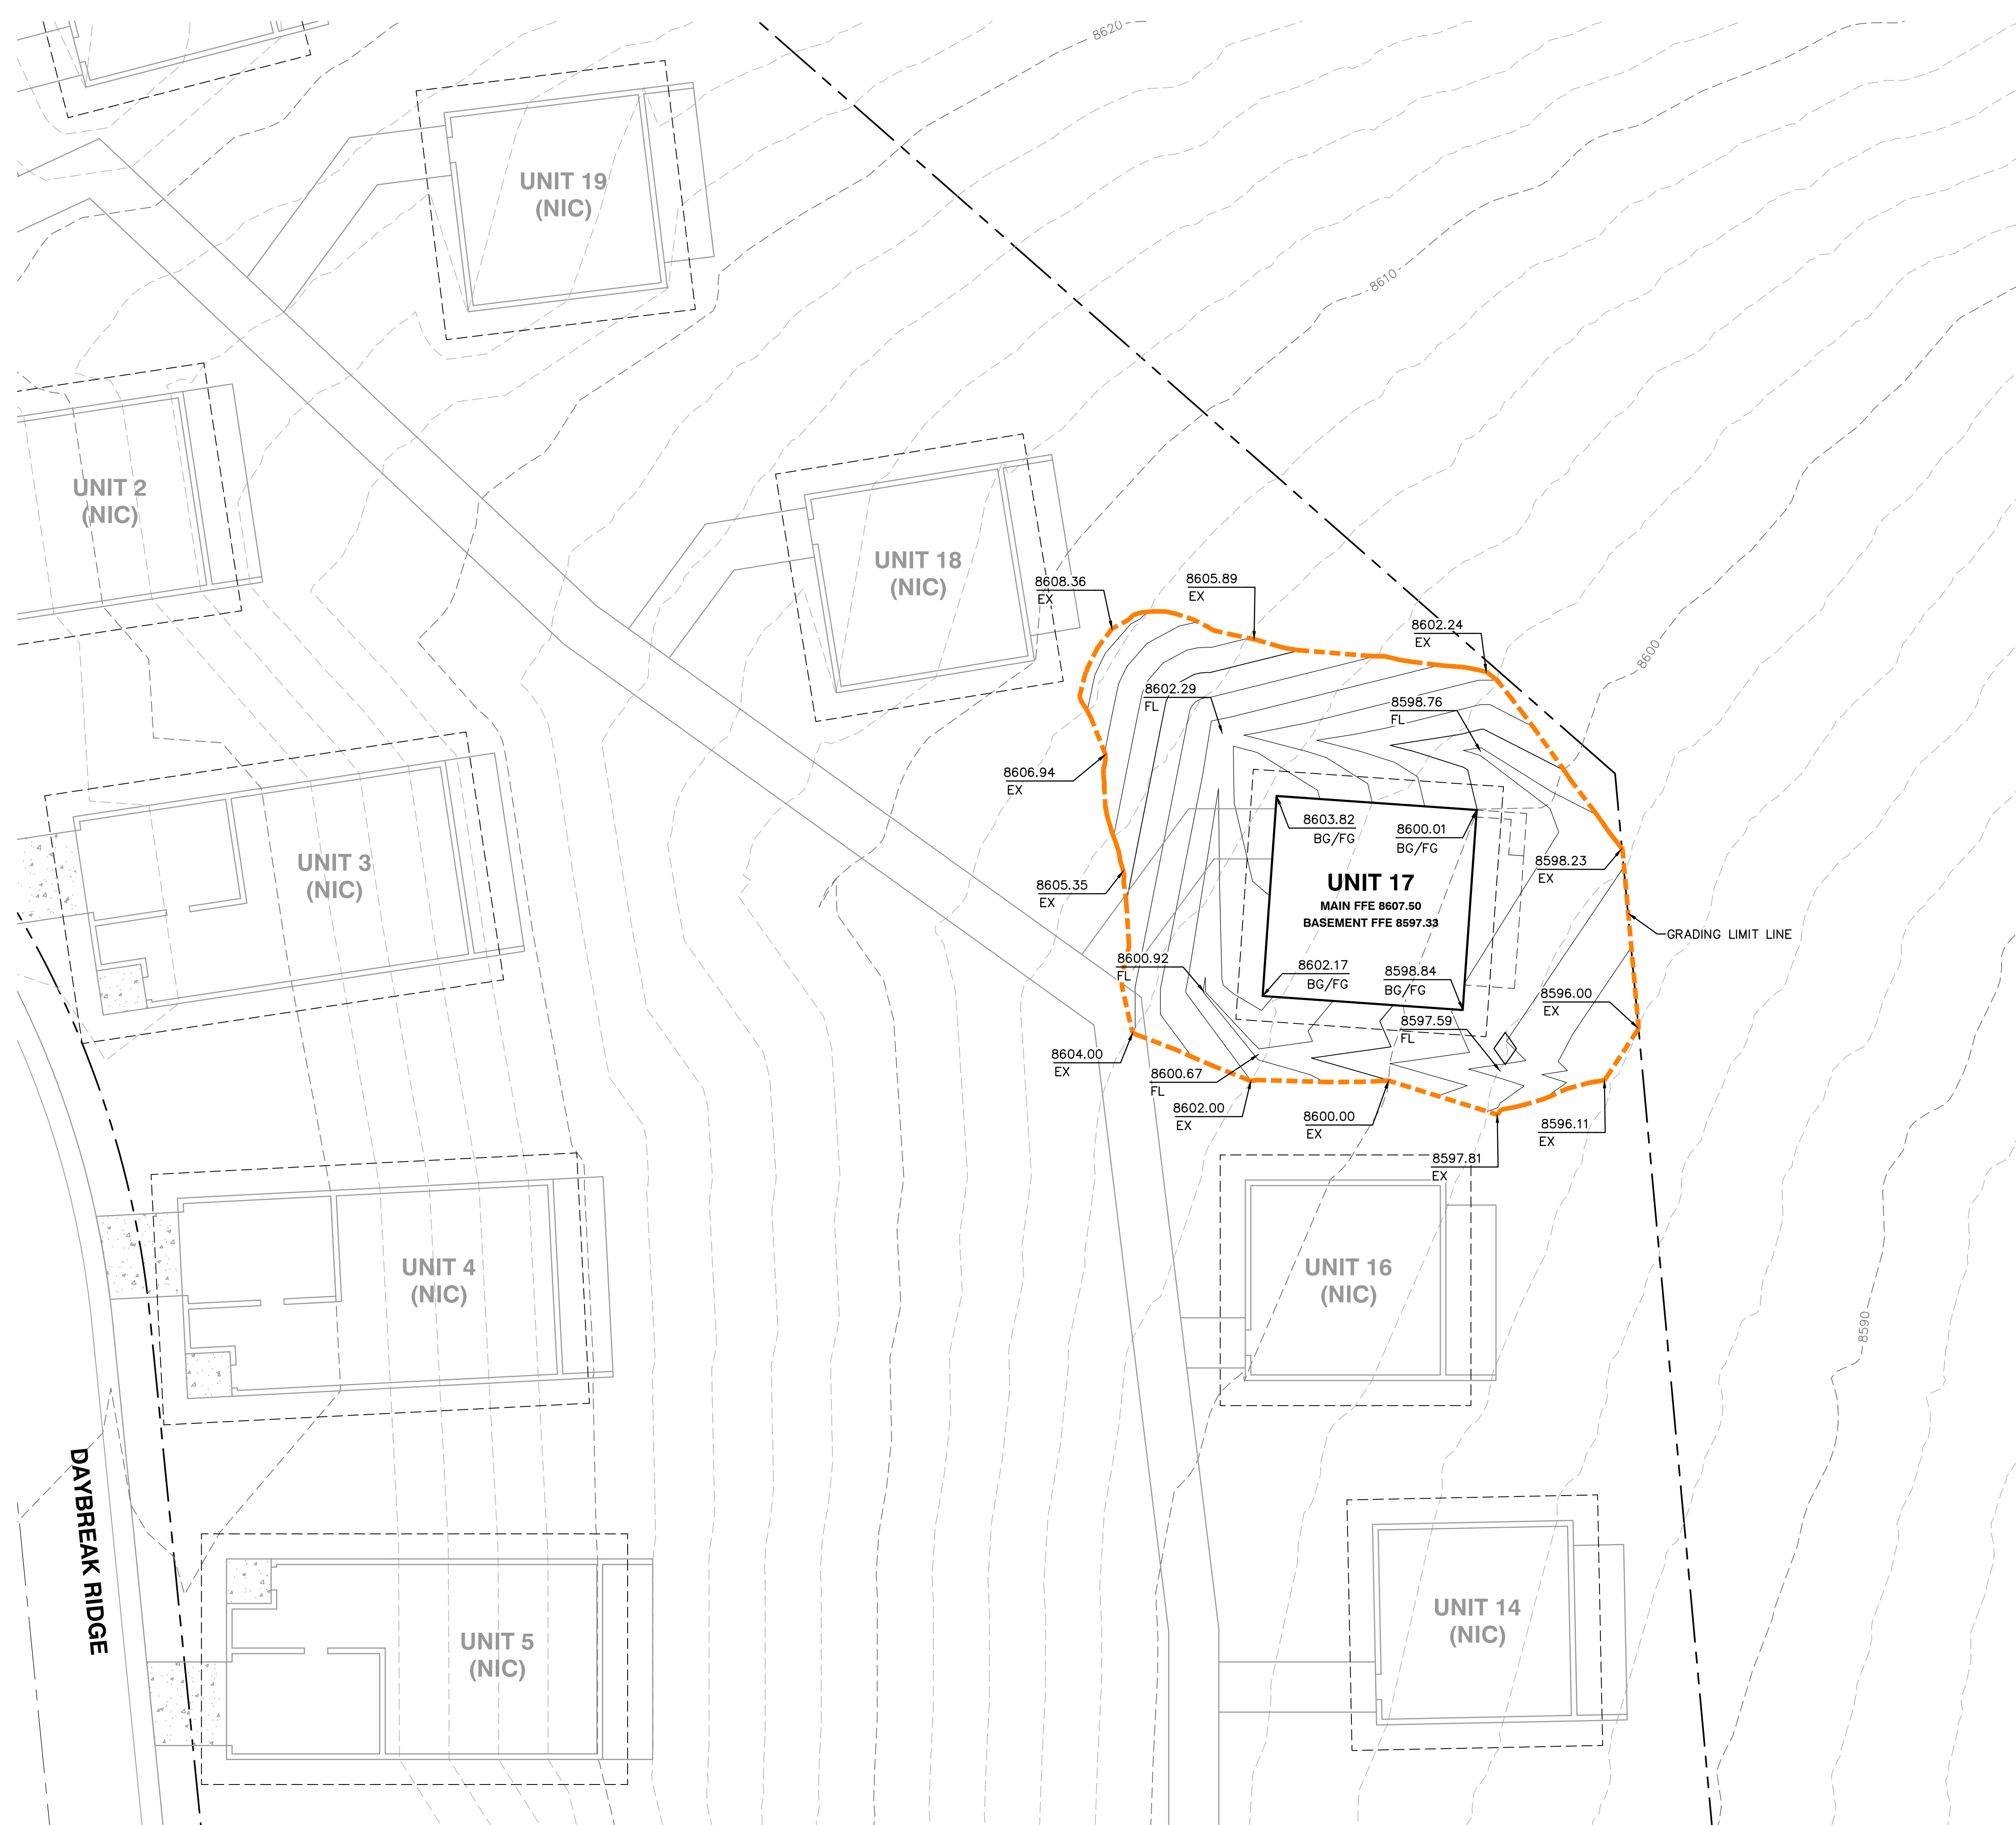 8620
UNIT 19
(NIC)
8610
UNIT 2
(NIC)
UNIT 18
(NIC)
8608.36
EX
8605.89
EX
8602.24
EX
8600
8602.29
FL
8598.76
FL
8606.94
EX
8603.82
BG/FG
8600.01
BG/FG
UNIT 3
(NIC)
8605.35
EX
8598.23
EX
UNIT 17
MAIN FFE 8607.50
BASEMENT FFE 8597.33
GRADING LIMIT LINE
8600.92
FL
8602.17
BG/FG
8598.84
BG/FG
8596.00
EX
8597.59
FL
8604.00
EX
8600.67
FL
8602.00
EX
8600.00
EX
8596.11
EX
8597.81
EX
UNIT 4
(NIC)
UNIT 16
(NIC)
8590
DAYBREAK RIDGE
UNIT 5
(NIC)
UNIT 14
(NIC)